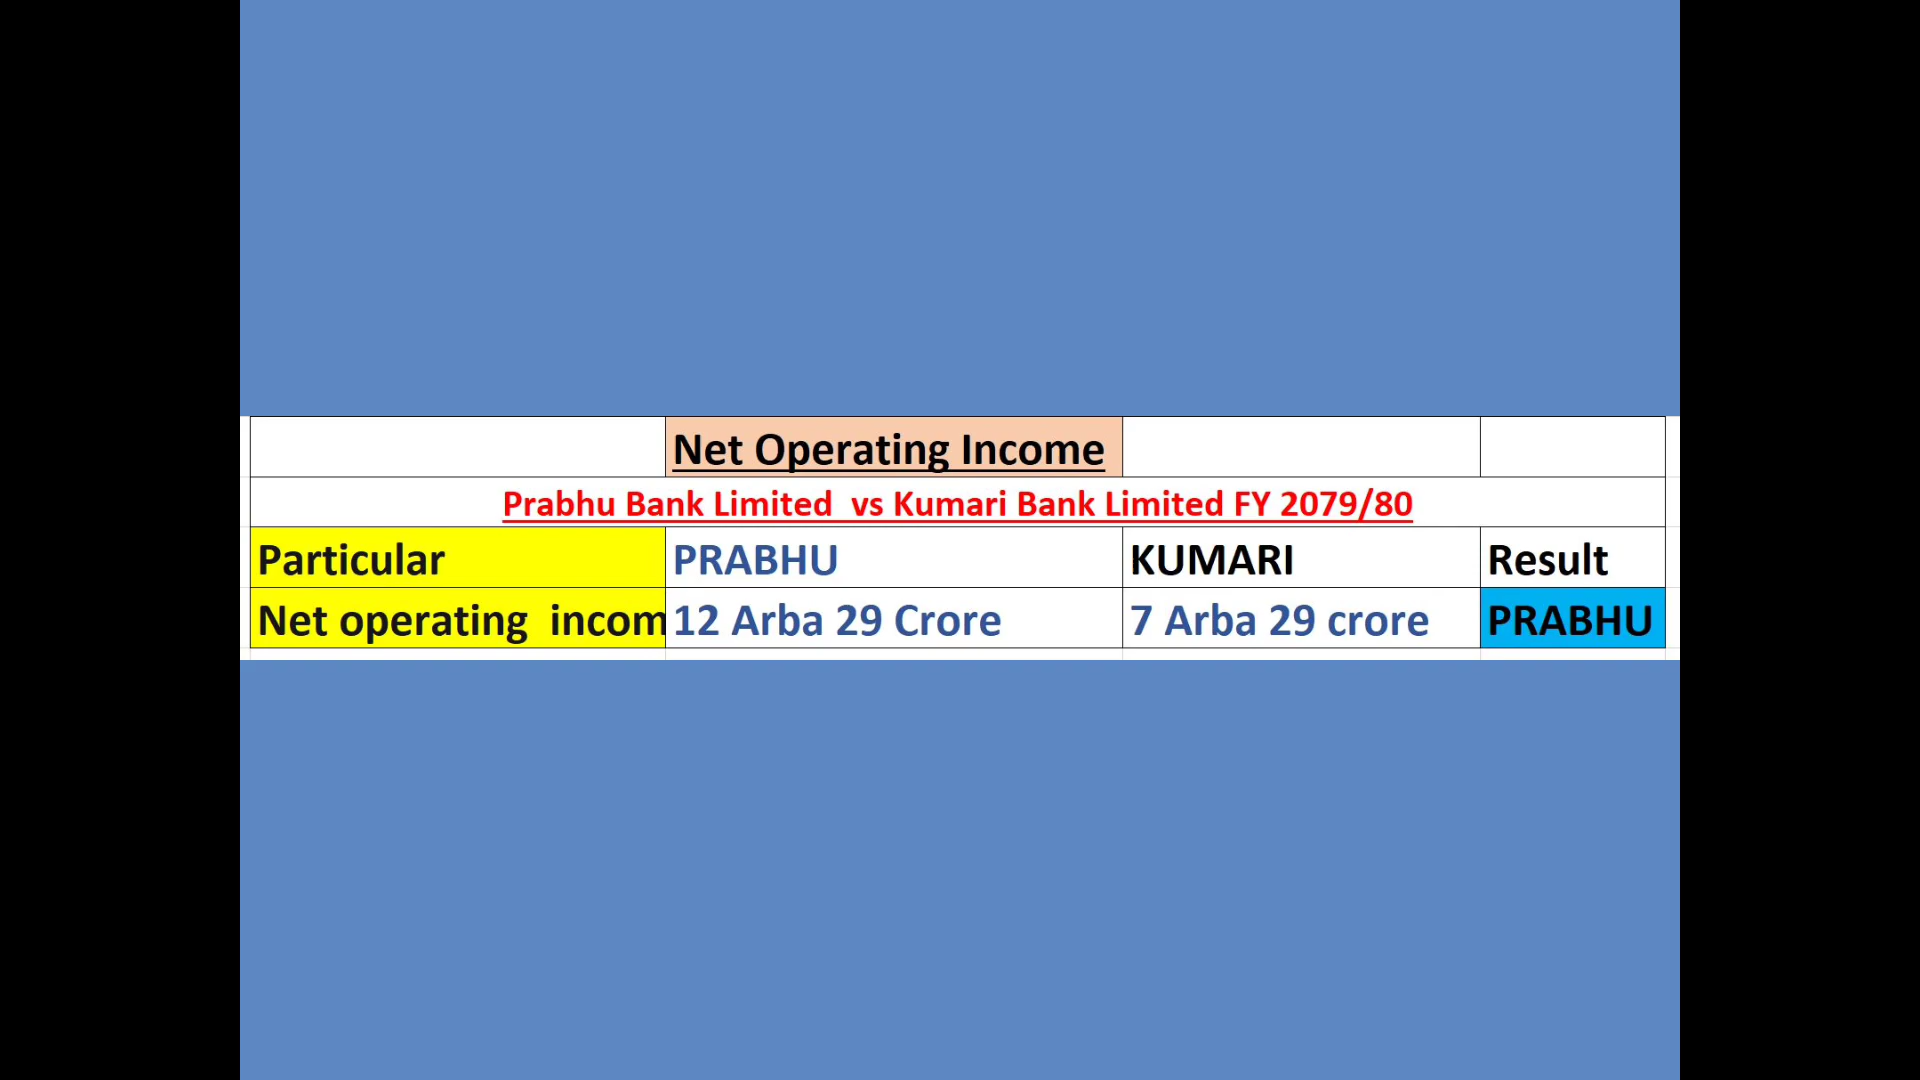 Net Operating Income
Prabhu Bank Limited  vs Kumari Bank Limited FY 2079/80
Particular PRABHU KUMARI Result
Net operating  incom 12 Arba 29 Crore 7 Arba 29 crore PRABHU